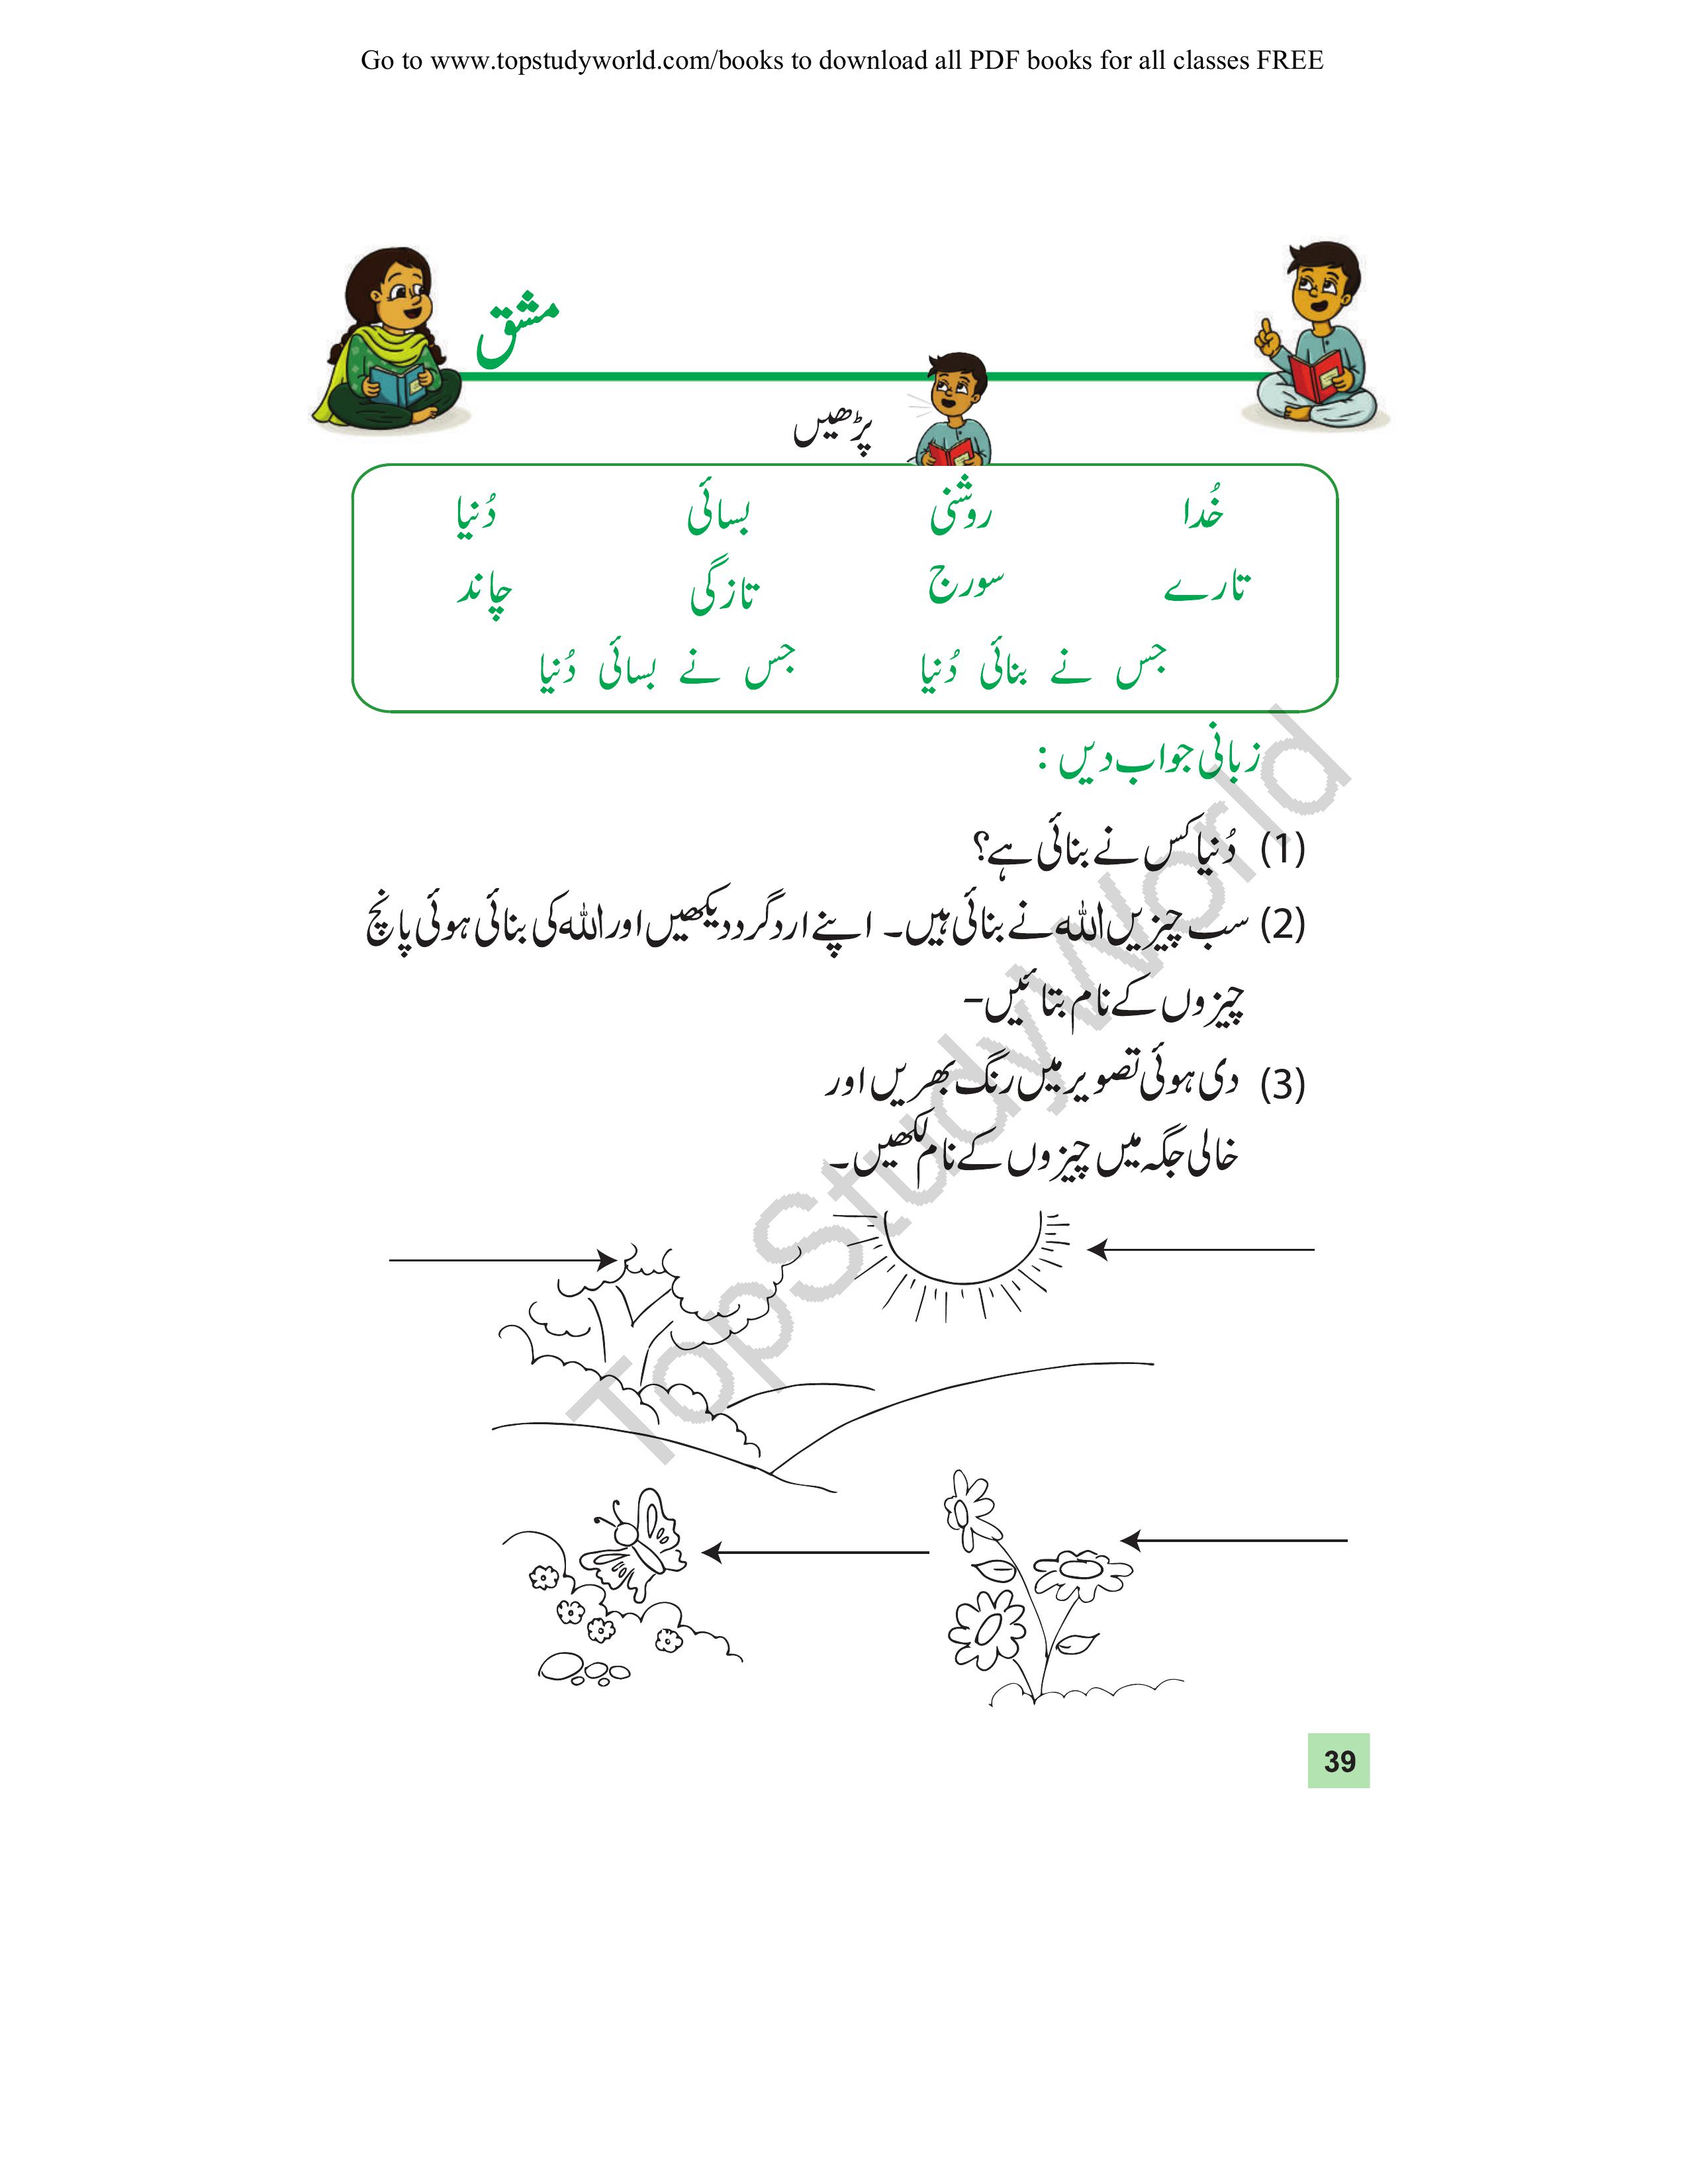 Go to www.topstudyworld.com/books to download all PDF books for all classes FREE
مشق
پڑھیں
خُدا روشنی بسائی دُنیا
تارے سورج تازگی چاند
جس نے بنائی دُنیا جس نے بسائی دُنیا
زبانی جواب دیں :
(1) دُنیا کس نے بنائی ہے؟
(2) سب چیزیں اللہ نے بنائی ہیں۔ اپنے ارد گرد دیکھیں اور اللہ کی بنائی ہوئی پانچ
چیزوں کے نام بتائیں-
(3) دی ہوئی تصویر میں رنگ بھریں اور
خالی جگہ میں چیزوں کے نام لکھیں۔
TopStudyWorld
39